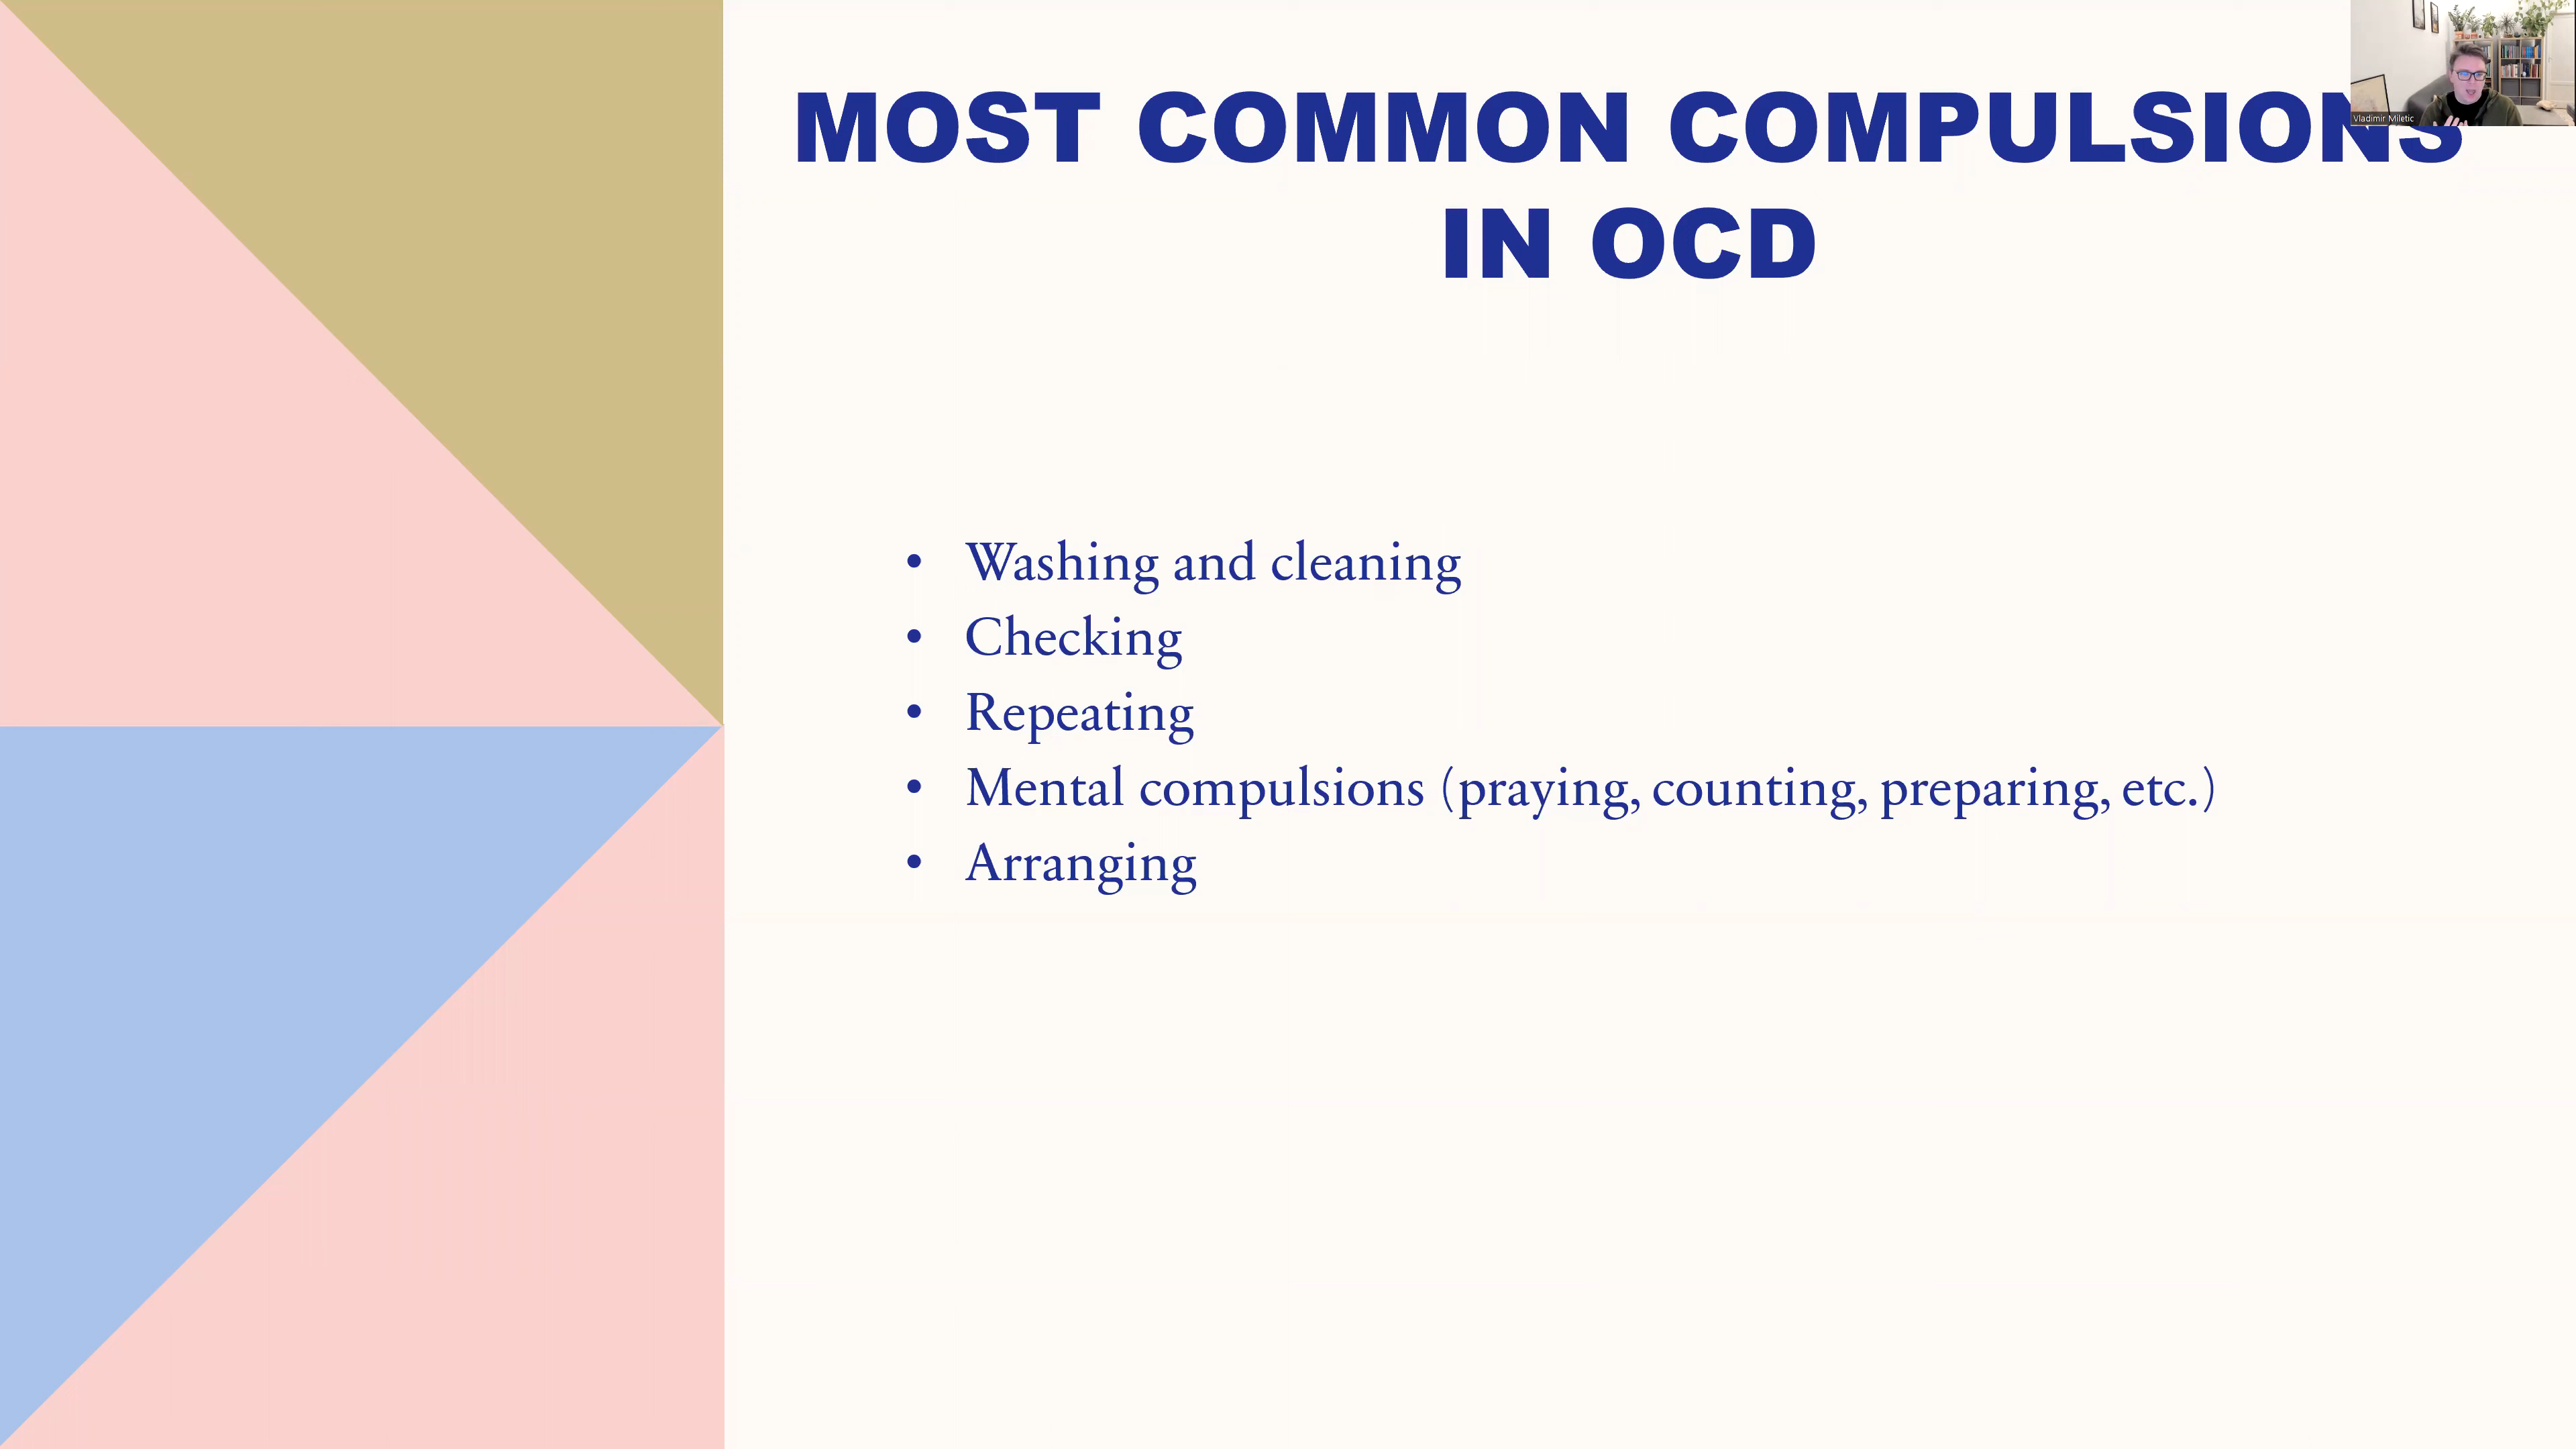 MOST COMMON COMPULSIONS
IN OCD
Vladimir Miletic
• Washing and cleaning
• Checking
• Repeating
• Mental compulsions (praying, counting, preparing, etc.)
• Arranging